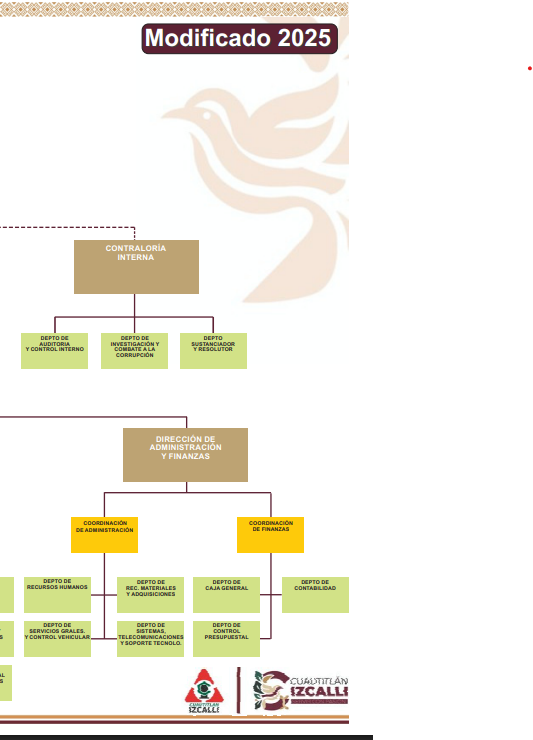 Modificado 2025
CONTRALORÍA
INTERNA
DEPTO DE
AUDITORIA
Y CONTROL INTERNO
DEPTO DE
INVESTIGACIÓN Y
COMBATE A LA
CORRUPCIÓN
DEPTO
SUSTANCIADOR
Y RESOLUTOR
DIRECCIÓN DE
ADMINISTRACIÓN
Y FINANZAS
COORDINACIÓN
DE ADMINISTRACIÓN
COORDINACIÓN
DE FINANZAS
DEPTO DE
RECURSOS HUMANOS
DEPTO DE
REC. MATERIALES
Y ADQUISICIONES
DEPTO DE
CAJA GENERAL
DEPTO DE
CONTABILIDAD
DEPTO DE
SERVICIOS GRALES.
Y CONTROL VEHICULAR
DEPTO DE
SISTEMAS,
TELECOMUNICACIONES
Y SOPORTE TECNOLO.
DEPTO DE
CONTROL
PRESUPUESTAL
CUAUTITLÁN
IZCALLI
CUAUTITLÁN
IZCALLI